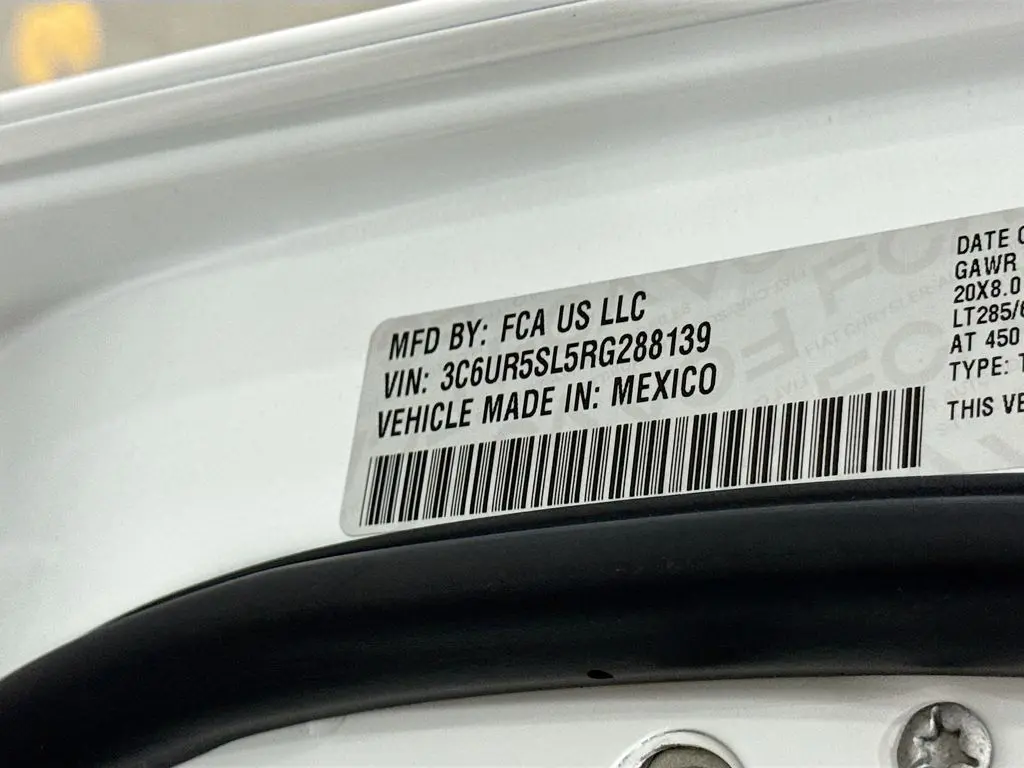 MFD BY: FCA US LLC
VIN: 3C6UR5SL5RG288139
VEHICLE MADE IN: MEXICO
DATE
GAWR
20X8.0
LT285/
AT 450
TYPE:
THIS